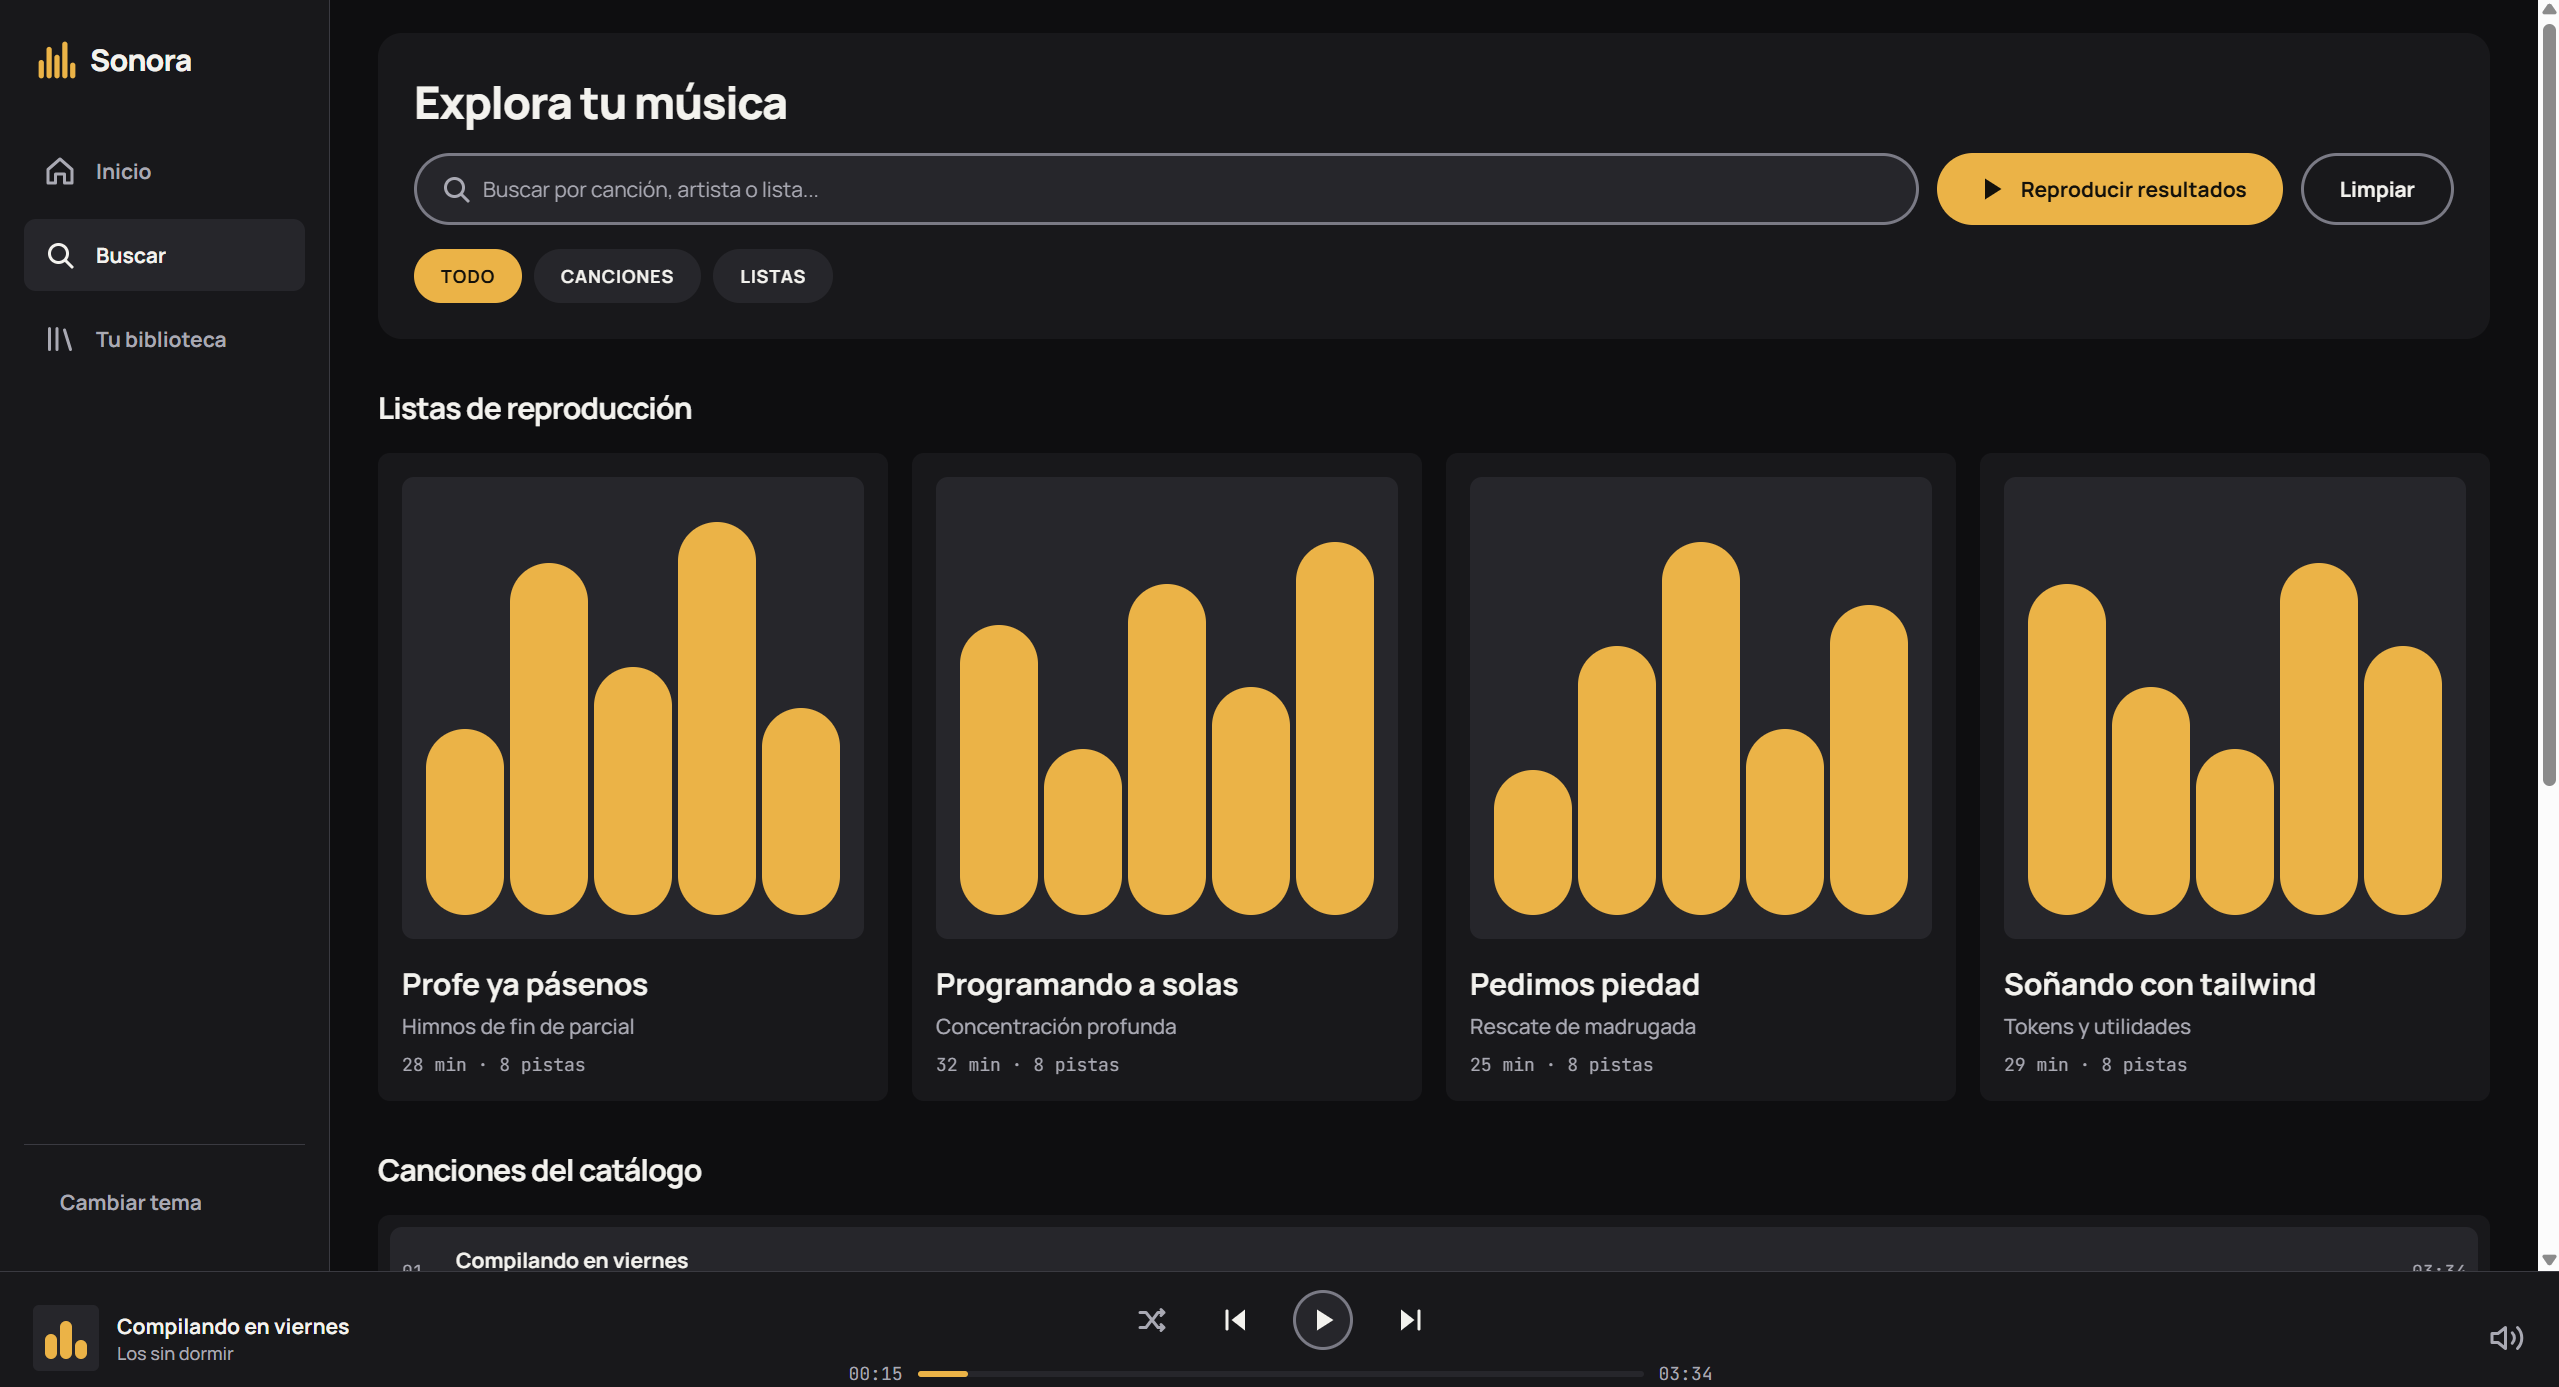 Sonora
Inicio
Buscar
Tu biblioteca
Cambiar tema
Explora tu música
Buscar por canción, artista o lista...
Reproducir resultados
Limpiar
TODO
CANCIONES
LISTAS
Listas de reproducción
Profe ya pásenos
Himnos de fin de parcial
28 min · 8 pistas
Programando a solas
Concentración profunda
32 min · 8 pistas
Pedimos piedad
Rescate de madrugada
25 min · 8 pistas
Soñando con tailwind
Tokens y utilidades
29 min · 8 pistas
Canciones del catálogo
01
Compilando en viernes
03:34
Compilando en viernes
Los sin dormir
00:15
03:34